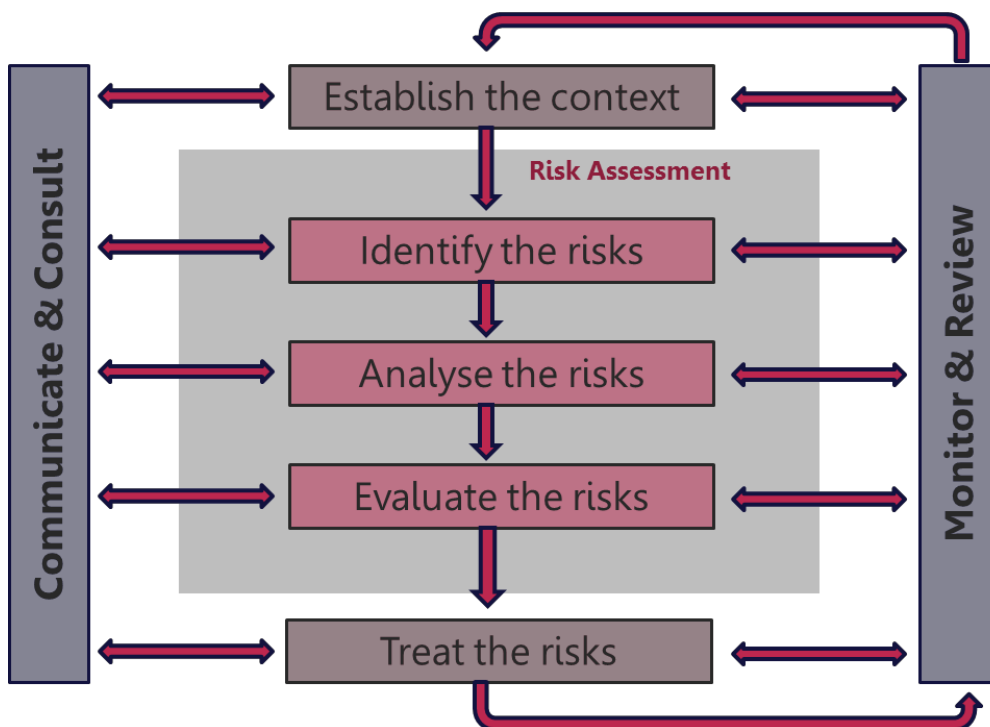 Establish the context
Communicate & Consult
Risk Assessment
Identify the risks
Analyse the risks
Evaluate the risks
Monitor & Review
Treat the risks